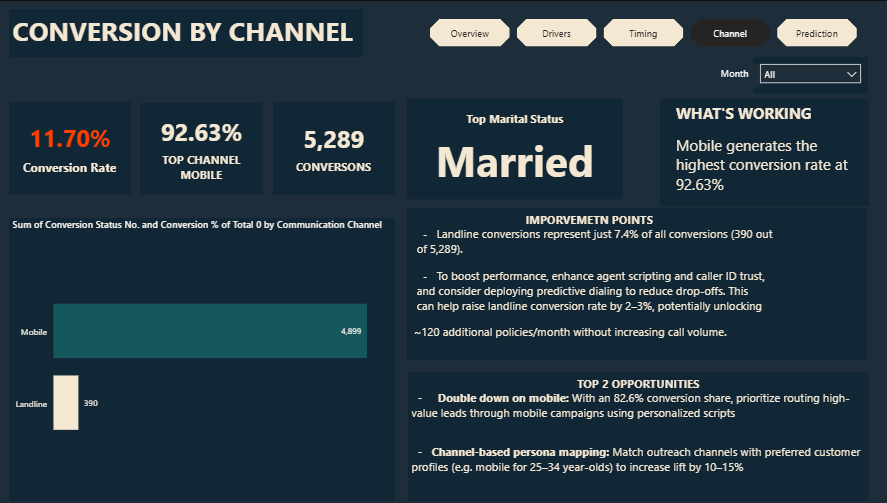 CONVERSION BY CHANNEL
Overview
Drivers
Timing
Channel
Prediction
Month
All
11.70%
Conversion Rate
92.63%
TOP CHANNEL
MOBILE
5,289
CONVERSONS
Top Marital Status
Married
WHAT'S WORKING
Mobile generates the
highest conversion rate at
92.63%
Sum of Conversion Status No. and Conversion % of Total 0 by Communication Channel
Mobile
4,899
Landline
390
IMPORVEMETN POINTS
- Landline conversions represent just 7.4% of all conversions (390 out
of 5,289).
- To boost performance, enhance agent scripting and caller ID trust,
and consider deploying predictive dialing to reduce drop-offs. This
can help raise landline conversion rate by 2–3%, potentially unlocking
~120 additional policies/month without increasing call volume.
TOP 2 OPPORTUNITIES
- Double down on mobile: With an 82.6% conversion share, prioritize routing high-
value leads through mobile campaigns using personalized scripts
- Channel-based persona mapping: Match outreach channels with preferred customer
profiles (e.g. mobile for 25–34 year-olds) to increase lift by 10–15%